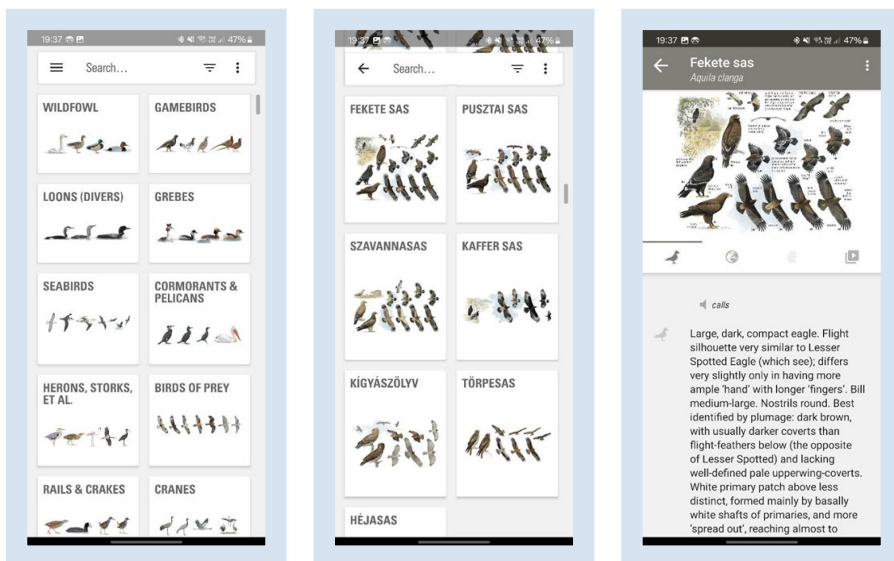 19:37
47%
Search...
WILDFOWL
GAMEBIRDS
LOONS (DIVERS)
GREBES
SEABIRDS
CORMORANTS &
PELICANS
HERONS, STORKS,
ET AL.
BIRDS OF PREY
RAILS & CRAKES
CRANES
19:37
47%
Search...
FEKETE SAS
PUSZTAI SAS
SZAVANNASAS
KAFFER SAS
KÍGYÁSZÖLYV
TÖRPESAS
HÉJASAS
19:37
47%
Fekete sas
Aquila clanga
calls
Large, dark, compact eagle. Flight
silhouette very similar to Lesser
Spotted Eagle (which see); differs
very slightly only in having more
ample 'hand' with longer 'fingers'. Bill
medium-large. Nostrils round. Best
identified by plumage: dark brown,
with usually darker coverts than
flight-feathers below (the opposite
of Lesser Spotted) and lacking
well-defined pale upperwing-coverts.
White primary patch above less
distinct, formed mainly by basally
white shafts of primaries, and more
'spread out', reaching almost to